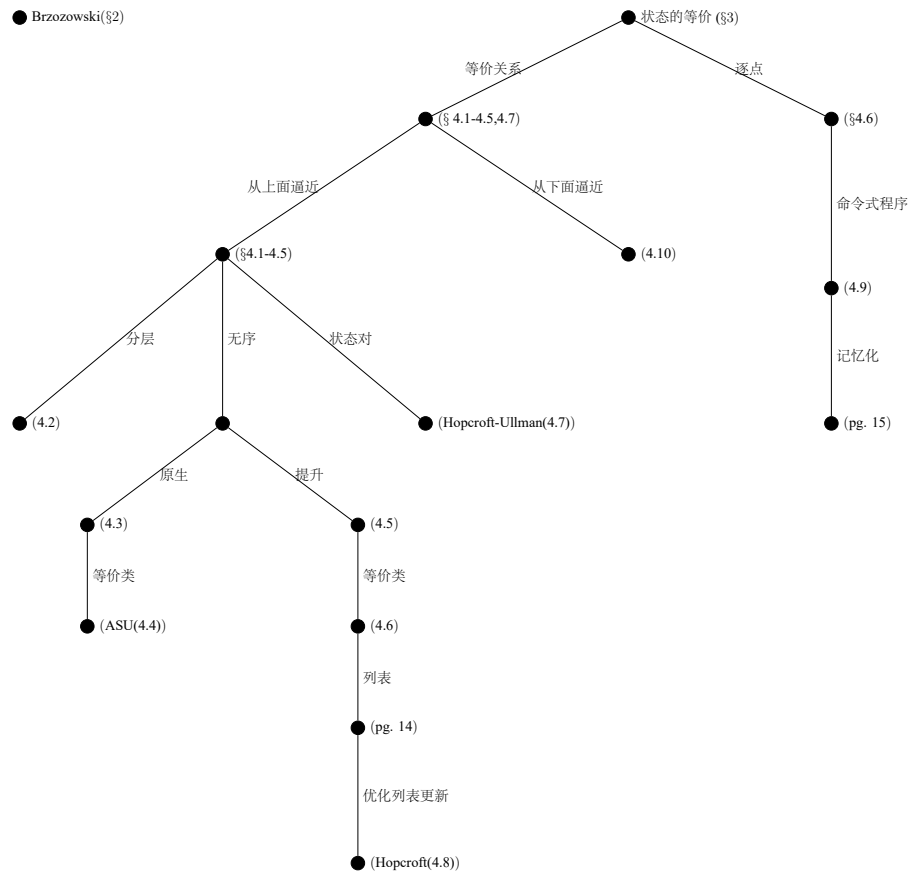 Brzozowski(§2)
状态的等价 (§3)
等价关系
逐点
(§ 4.1-4.5,4.7)
(§4.6)
从上面逼近
从下面逼近
命令式程序
(§4.1-4.5)
(4.10)
(4.9)
分层
无序
状态对
记忆化
(4.2)
(Hopcroft-Ullman(4.7))
(pg. 15)
原生
提升
(4.3)
(4.5)
等价类
等价类
(ASU(4.4))
(4.6)
列表
(pg. 14)
优化列表更新
(Hopcroft(4.8))